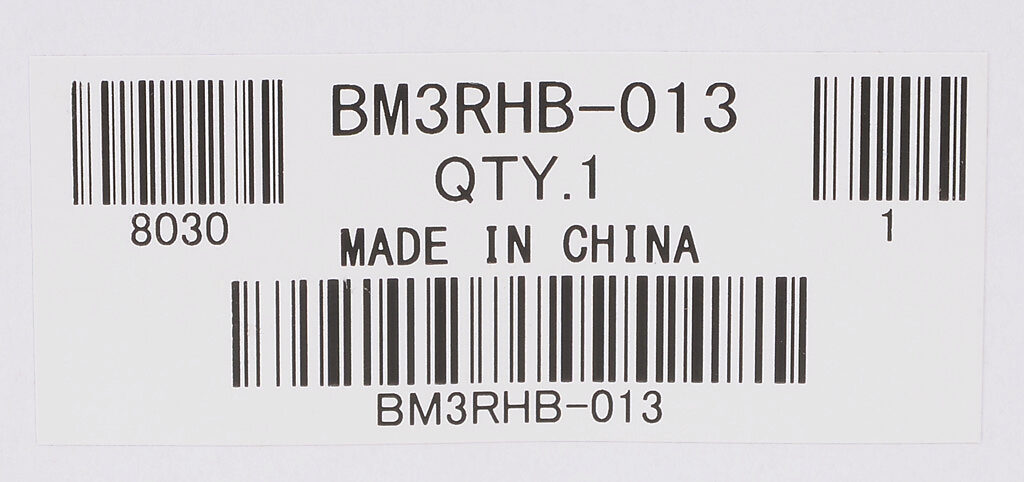 BM3RHB-013
QTY.1
8030
1
MADE IN CHINA
BM3RHB-013